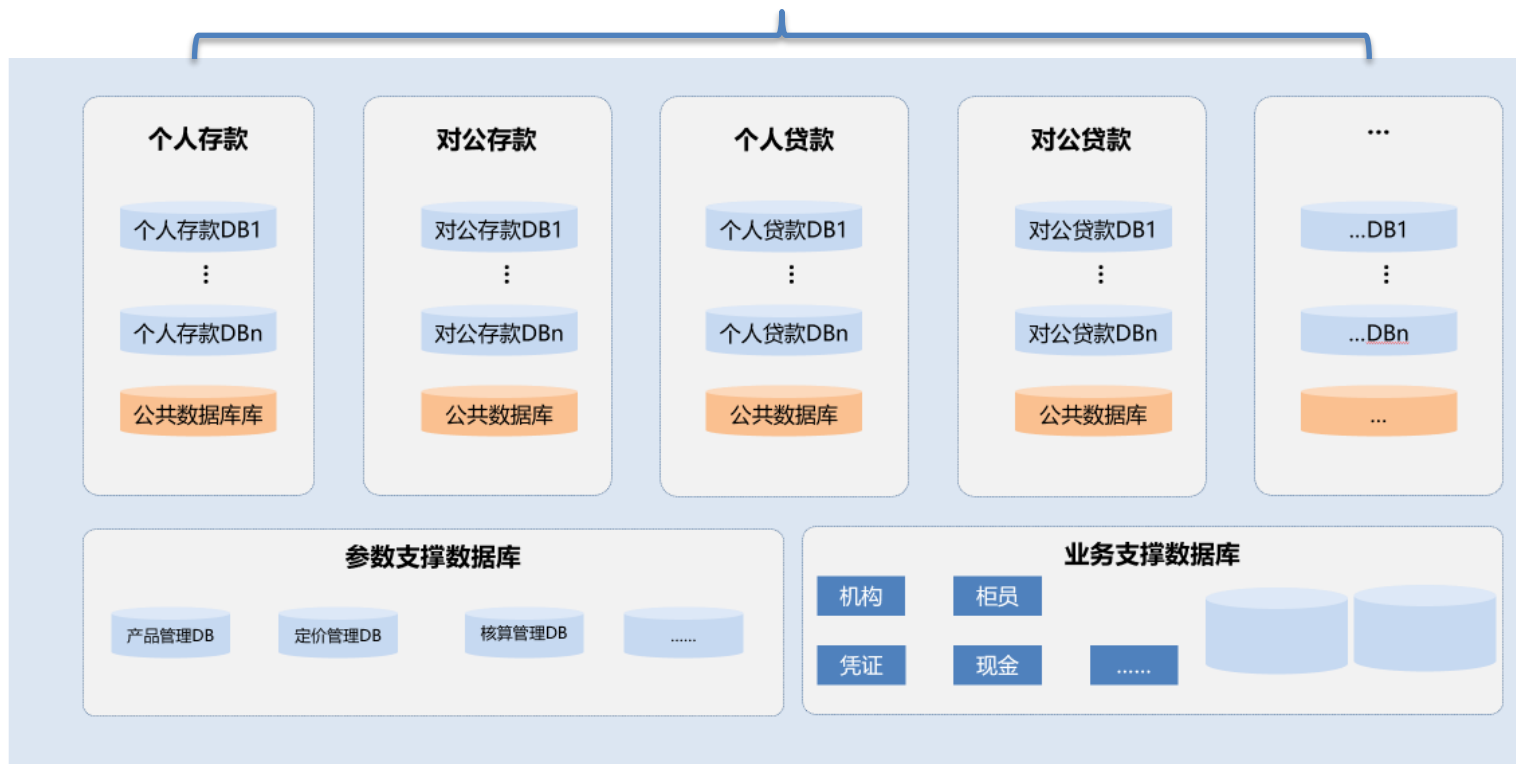 个人存款
对公存款
个人贷款
对公贷款
...
个人存款DB1
对公存款DB1
个人贷款DB1
对公贷款DB1
...DB1
⋮
⋮
⋮
⋮
⋮
个人存款DBn
对公存款DBn
个人贷款DBn
对公贷款DBn
...DBn
公共数据库库
公共数据库
公共数据库
公共数据库
...
参数支撑数据库
产品管理DB
定价管理DB
核算管理DB
......
业务支撑数据库
机构
柜员
凭证
现金
......